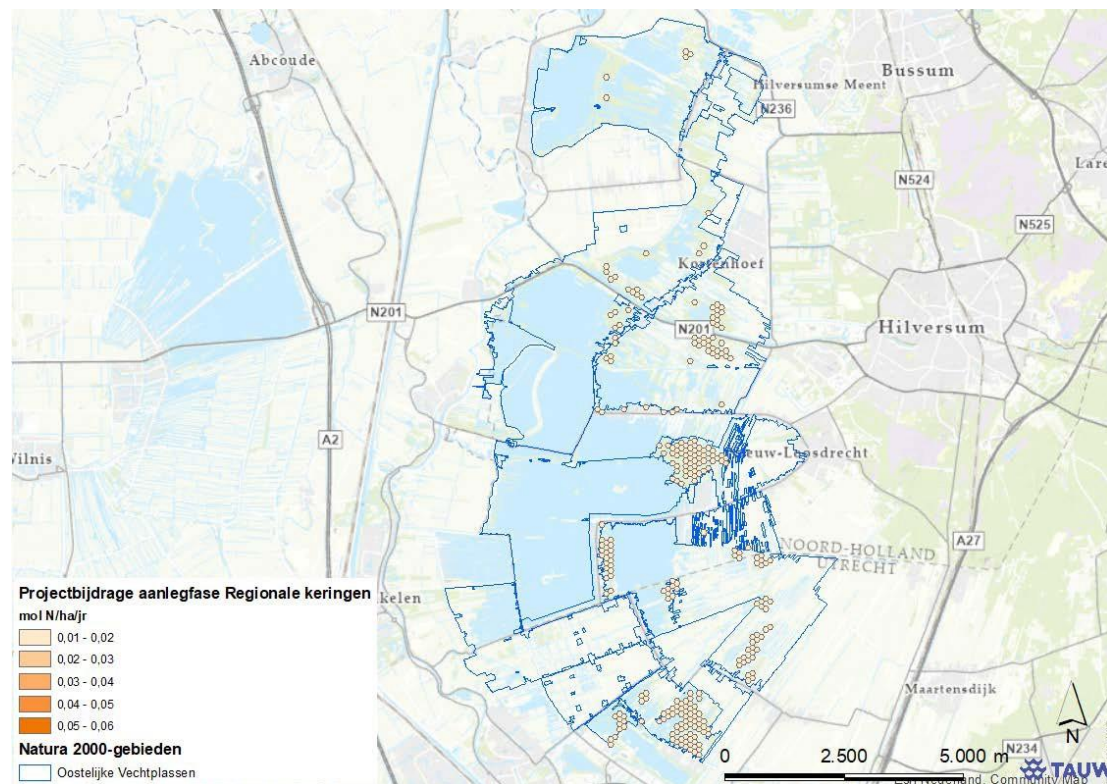 Abcoude
Bussum
Hilversumse Meent
N236
Lare
N524
N525
Kortenhoef
N201
N201
Hilversum
A2
Wilnis
Nieuw-Loosdrecht
A27
NOORD-HOLLAND
UTRECHT
Projectbijdrage aanlegfase Regionale keringen
mol N/ha/jr
0,01 - 0,02
0,02 - 0,03
0,03 - 0,04
0,04 - 0,05
0,05 - 0,06
Natura 2000-gebieden
Oostelijke Vechtplassen
kelen
Maartensdijk
N
N234
0 2.500 5.000 m
Esri Nederland, Community Map
TAUW